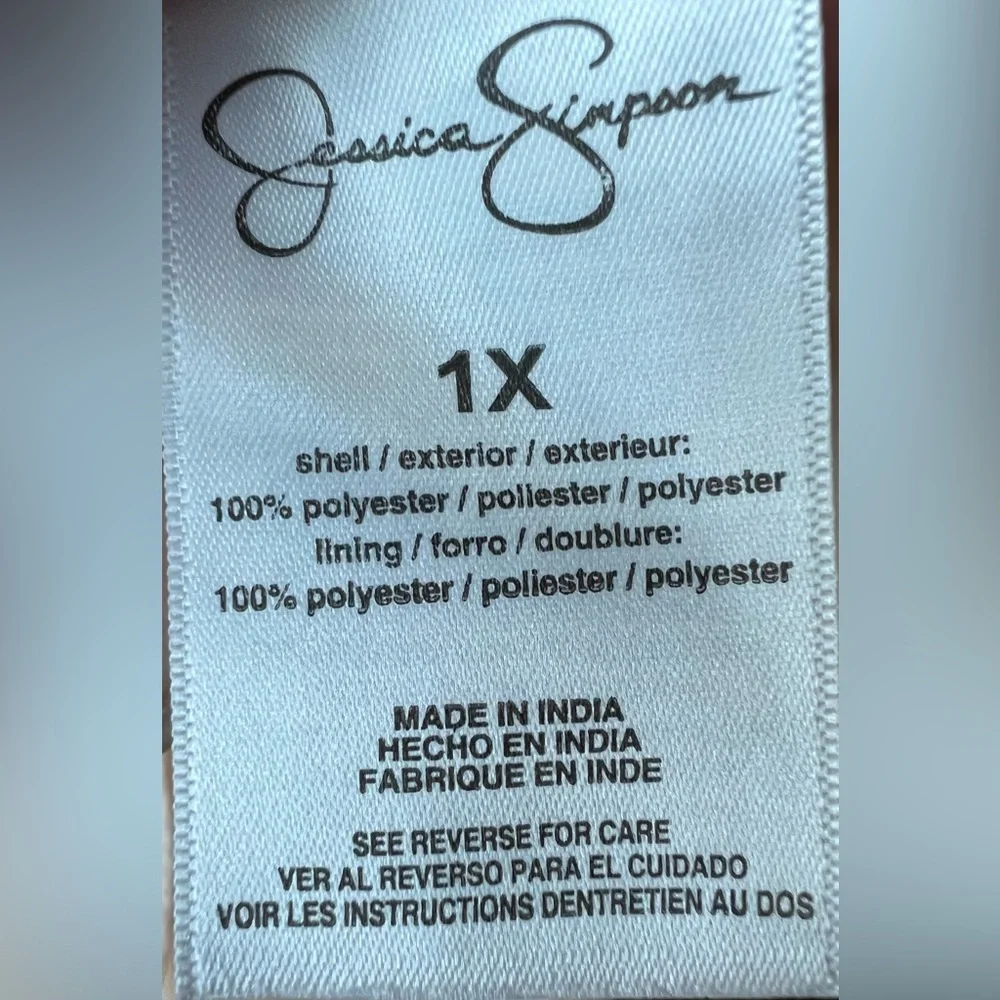 Jessica Simpson
1X
shell / exterior / exterieur:
100% polyester / poliester / polyester
lining / forro / doublure:
100% polyester / poliester / polyester
MADE IN INDIA
HECHO EN INDIA
FABRIQUE EN INDE
SEE REVERSE FOR CARE
VER AL REVERSO PARA EL CUIDADO
VOIR LES INSTRUCTIONS DENTRETIEN AU DOS